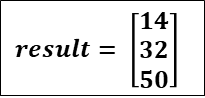 14
result = 32
50